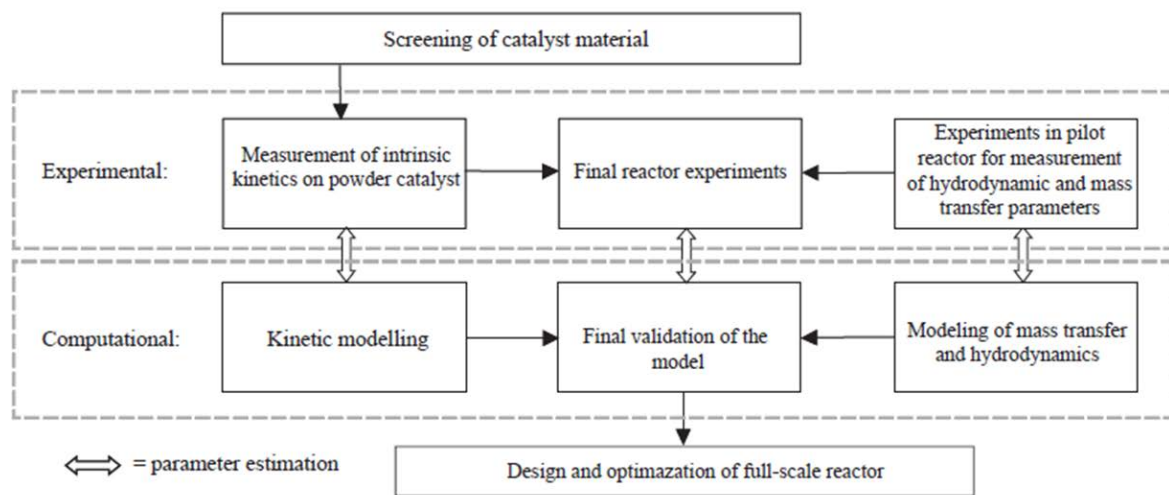 Screening of catalyst material
Experimental:
Measurement of intrinsic
kinetics on powder catalyst
Final reactor experiments
Experiments in pilot
reactor for measurement
of hydrodynamic and mass
transfer parameters
Computational:
Kinetic modelling
Final validation of the
model
Modeling of mass transfer
and hydrodynamics
= parameter estimation
Design and optimazation of full-scale reactor